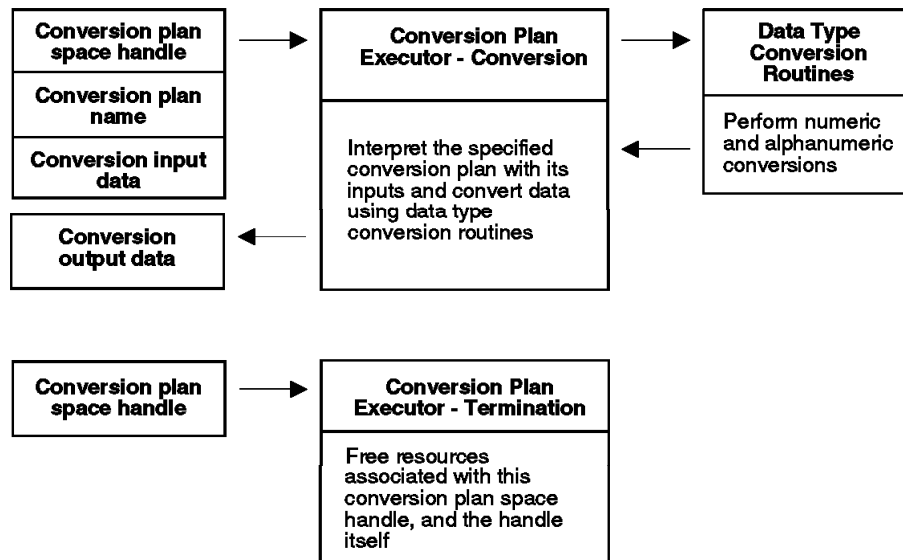 Conversion plan
space handle
Conversion plan
name
Conversion input
data
Conversion
output data
Conversion Plan
Executor - Conversion
Interpret the specified
conversion plan with its
inputs and convert data
using data type
conversion routines
Data Type
Conversion
Routines
Perform numeric
and alphanumeric
conversions
Conversion plan
space handle
Conversion Plan
Executor - Termination
Free resources
associated with this
conversion plan space
handle, and the handle
itself